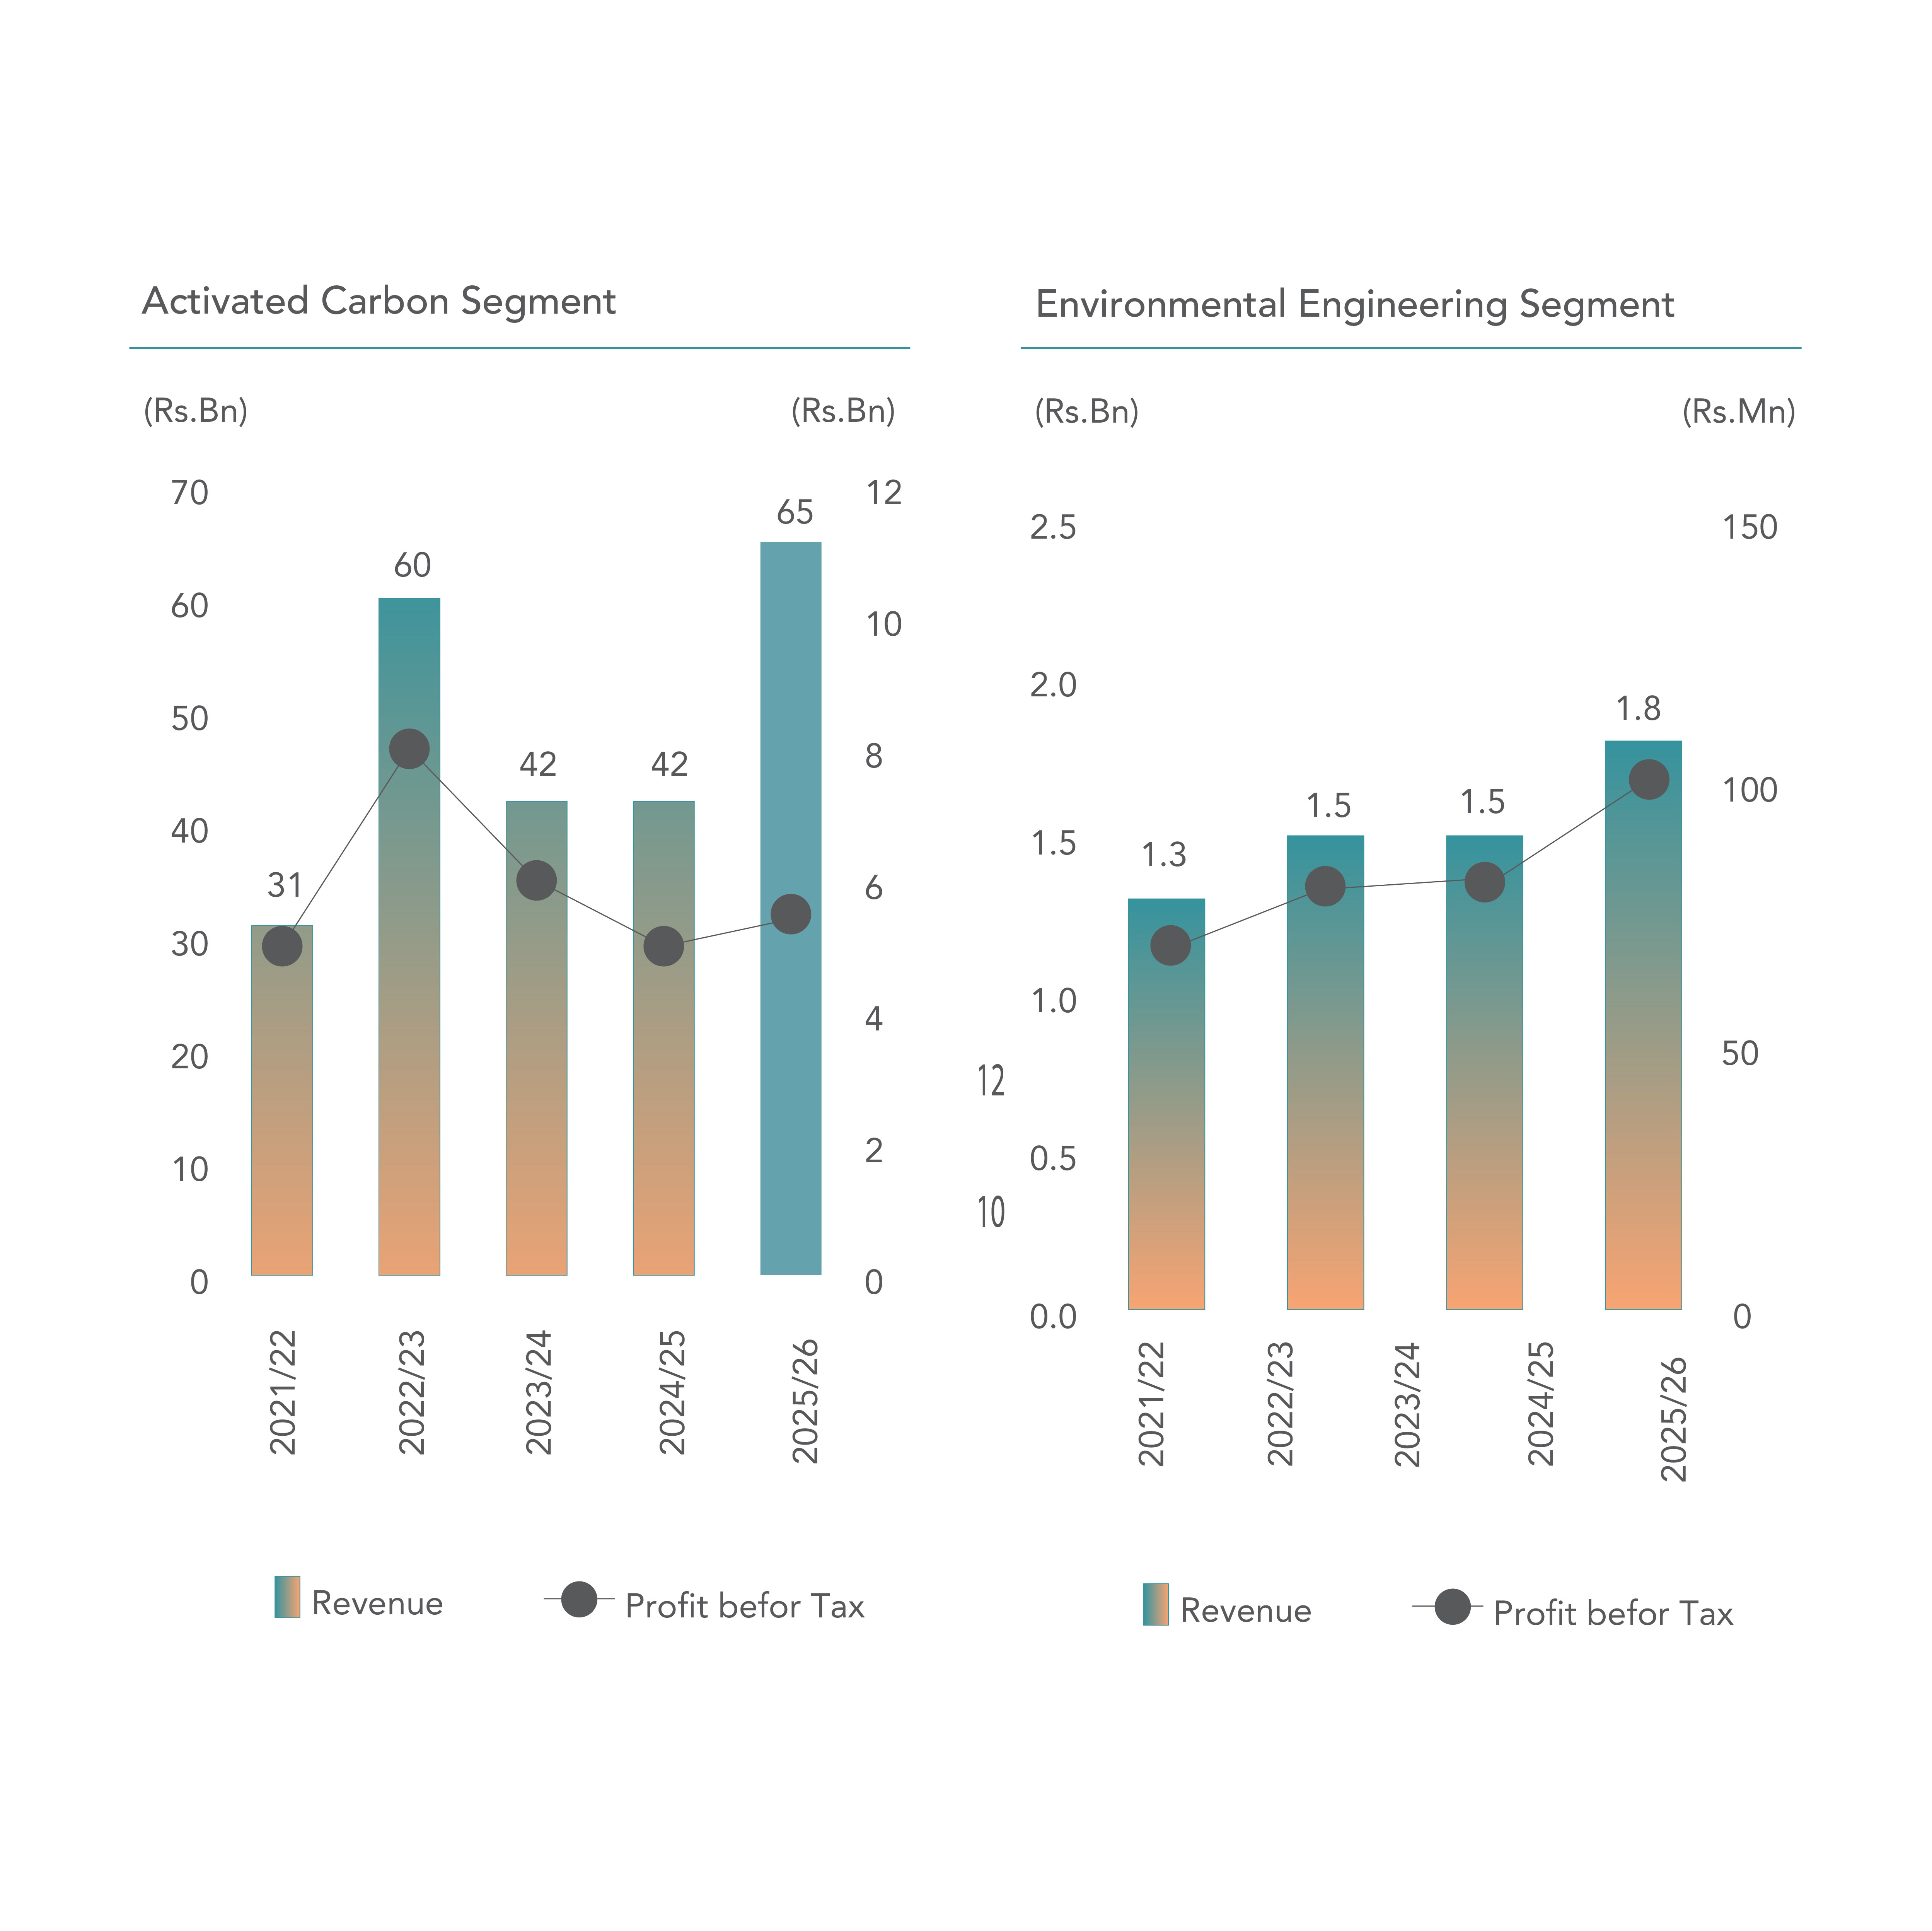 Activated Carbon Segment
(Rs.Bn) (Rs.Bn)
70 12
65
60
60 10
50 8
42 42
40
31 6
30
4
20
10 2
0 0
2021/22 2022/23 2023/24 2024/25 2025/26
Revenue Profit befor Tax
Environmental Engineering Segment
(Rs.Bn) (Rs.Mn)
2.5 150
2.0
1.8
1.5 1.5 100
1.5
1.3
1.0
12 50
0.5
10
0.0 0
2021/22 2022/23 2023/24 2024/25 2025/26
Revenue Profit befor Tax